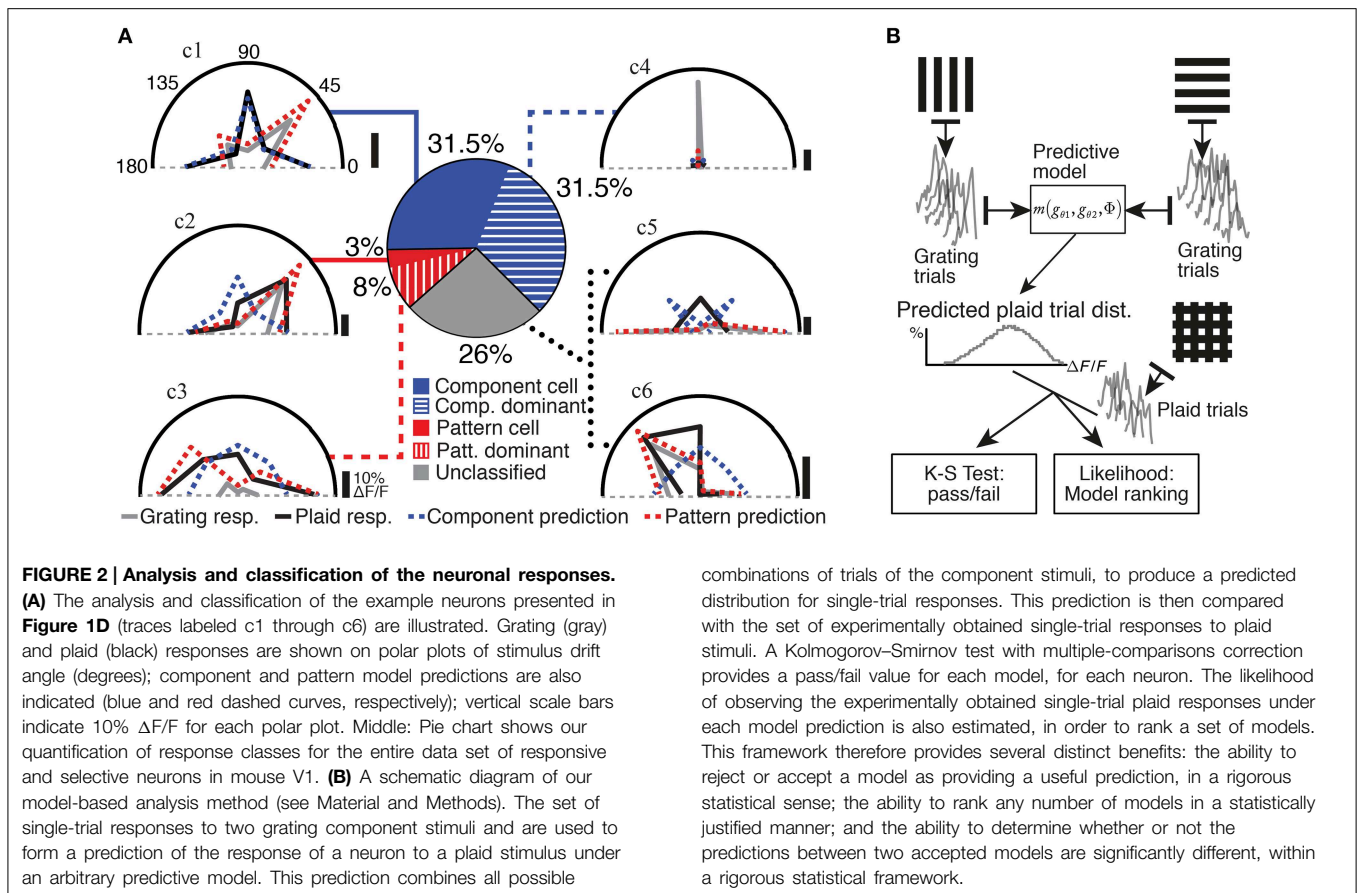 A
c1
90
135
45
180
0
31.5%
c4
31.5%
c2
3%
8%
26%
c5
c3
10%
ΔF/F
Component cell
Comp. dominant
Pattern cell
Patt. dominant
Unclassified
c6
Grating resp. Plaid resp. Component prediction Pattern prediction
B
Predictive
model
m(gθ1, gθ2, Φ)
Grating
trials
Grating
trials
Predicted plaid trial dist.
%
ΔF/F
Plaid trials
K-S Test:
pass/fail
Likelihood:
Model ranking
FIGURE 2 | Analysis and classification of the neuronal responses.
(A) The analysis and classification of the example neurons presented in
Figure 1D (traces labeled c1 through c6) are illustrated. Grating (gray)
and plaid (black) responses are shown on polar plots of stimulus drift
angle (degrees); component and pattern model predictions are also
indicated (blue and red dashed curves, respectively); vertical scale bars
indicate 10% ΔF/F for each polar plot. Middle: Pie chart shows our
quantification of response classes for the entire data set of responsive
and selective neurons in mouse V1. (B) A schematic diagram of our
model-based analysis method (see Material and Methods). The set of
single-trial responses to two grating component stimuli and are used to
form a prediction of the response of a neuron to a plaid stimulus under
an arbitrary predictive model. This prediction combines all possible
combinations of trials of the component stimuli, to produce a predicted
distribution for single-trial responses. This prediction is then compared
with the set of experimentally obtained single-trial responses to plaid
stimuli. A Kolmogorov–Smirnov test with multiple-comparisons correction
provides a pass/fail value for each model, for each neuron. The likelihood
of observing the experimentally obtained single-trial plaid responses under
each model prediction is also estimated, in order to rank a set of models.
This framework therefore provides several distinct benefits: the ability to
reject or accept a model as providing a useful prediction, in a rigorous
statistical sense; the ability to rank any number of models in a statistically
justified manner; and the ability to determine whether or not the
predictions between two accepted models are significantly different, within
a rigorous statistical framework.